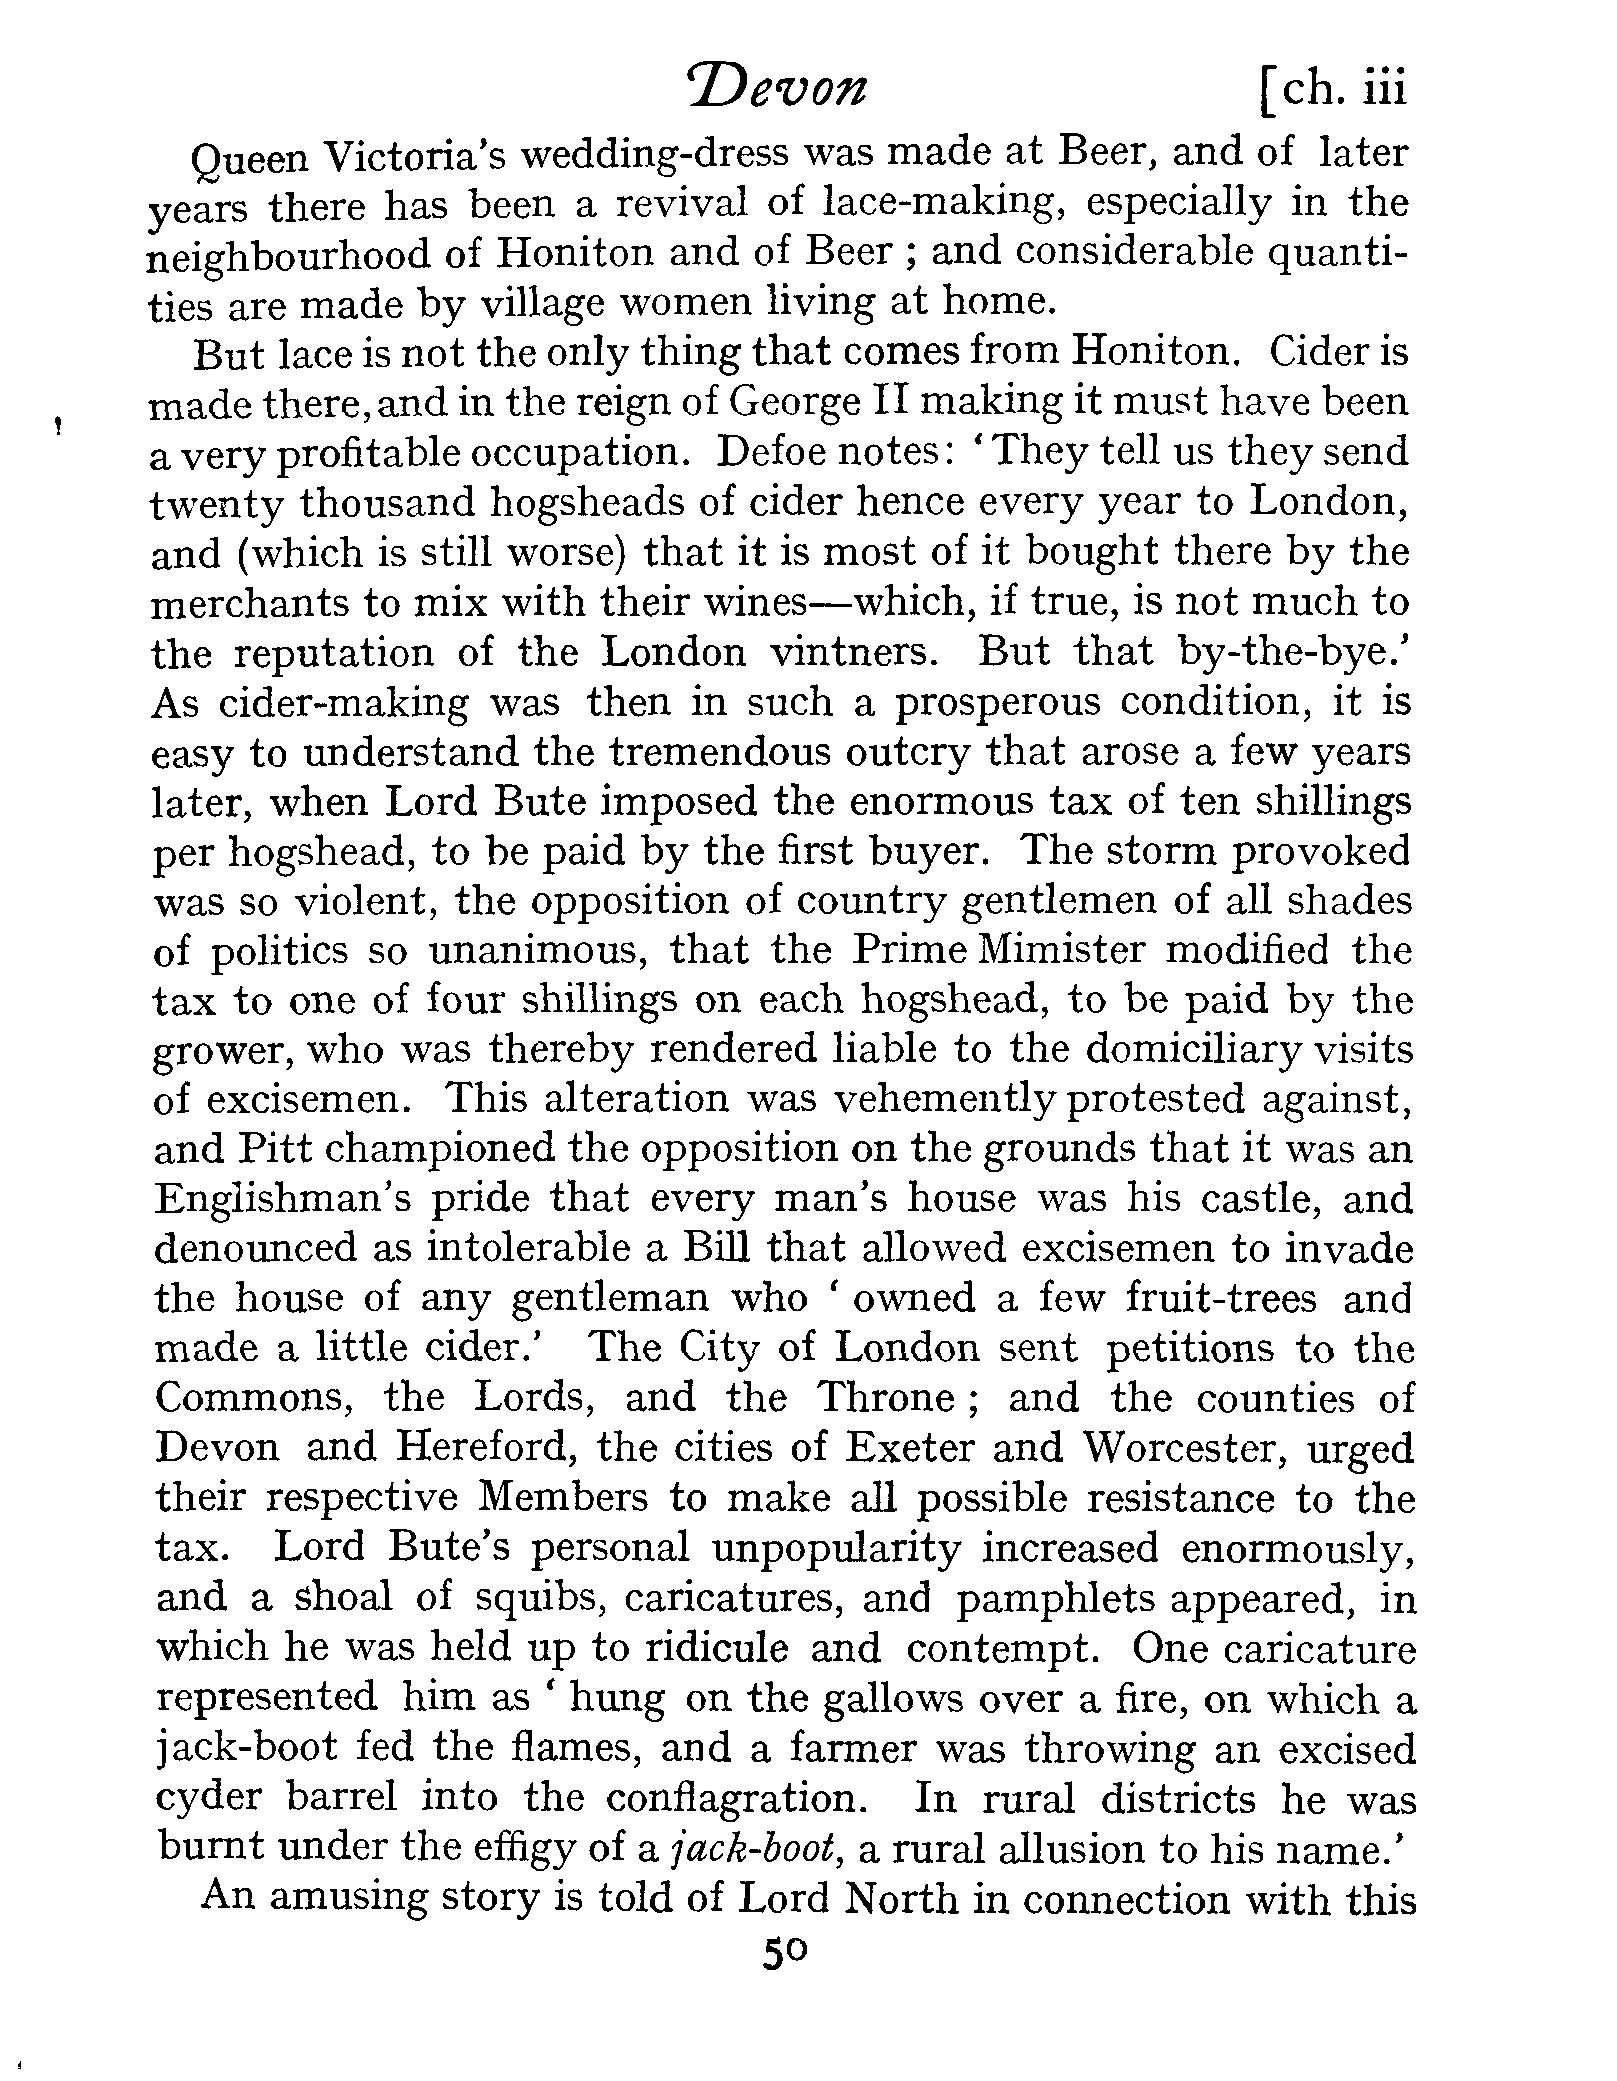 Devon [ch. iii
Queen Victoria's wedding-dress was made at Beer, and of later
years there has been a revival of lace-making, especially in the
neighbourhood of Honiton and of Beer ; and considerable quanti-
ties are made by village women living at home.
But lace is not the only thing that comes from Honiton. Cider is
made there, and in the reign of George II making it must have been
a very profitable occupation. Defoe notes: ‘They tell us they send
twenty thousand hogsheads of cider hence every year to London,
and (which is still worse) that it is most of it bought there by the
merchants to mix with their wines—which, if true, is not much to
the reputation of the London vintners. But that by-the-bye.’
As cider-making was then in such a prosperous condition, it is
easy to understand the tremendous outcry that arose a few years
later, when Lord Bute imposed the enormous tax of ten shillings
per hogshead, to be paid by the first buyer. The storm provoked
was so violent, the opposition of country gentlemen of all shades
of politics so unanimous, that the Prime Mimister modified the
tax to one of four shillings on each hogshead, to be paid by the
grower, who was thereby rendered liable to the domiciliary visits
of excisemen. This alteration was vehemently protested against,
and Pitt championed the opposition on the grounds that it was an
Englishman's pride that every man's house was his castle, and
denounced as intolerable a Bill that allowed excisemen to invade
the house of any gentleman who ‘ owned a few fruit-trees and
made a little cider.’ The City of London sent petitions to the
Commons, the Lords, and the Throne ; and the counties of
Devon and Hereford, the cities of Exeter and Worcester, urged
their respective Members to make all possible resistance to the
tax. Lord Bute's personal unpopularity increased enormously,
and a shoal of squibs, caricatures, and pamphlets appeared, in
which he was held up to ridicule and contempt. One caricature
represented him as ‘ hung on the gallows over a fire, on which a
jack-boot fed the flames, and a farmer was throwing an excised
cyder barrel into the conflagration. In rural districts he was
burnt under the effigy of a jack-boot, a rural allusion to his name.’
An amusing story is told of Lord North in connection with this
50